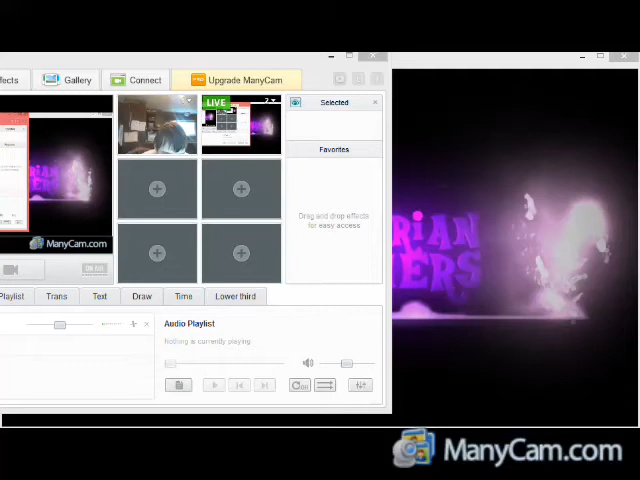 ffects
Gallery
Connect
Upgrade ManyCam
LIVE
Selected
Favorites
Drag and drop effects
for easy access
ManyCam.com
Playlist
Trans
Text
Draw
Time
Lower third
Audio Playlist
Nothing is currently playing
RIAN
ERS
ManyCam.com